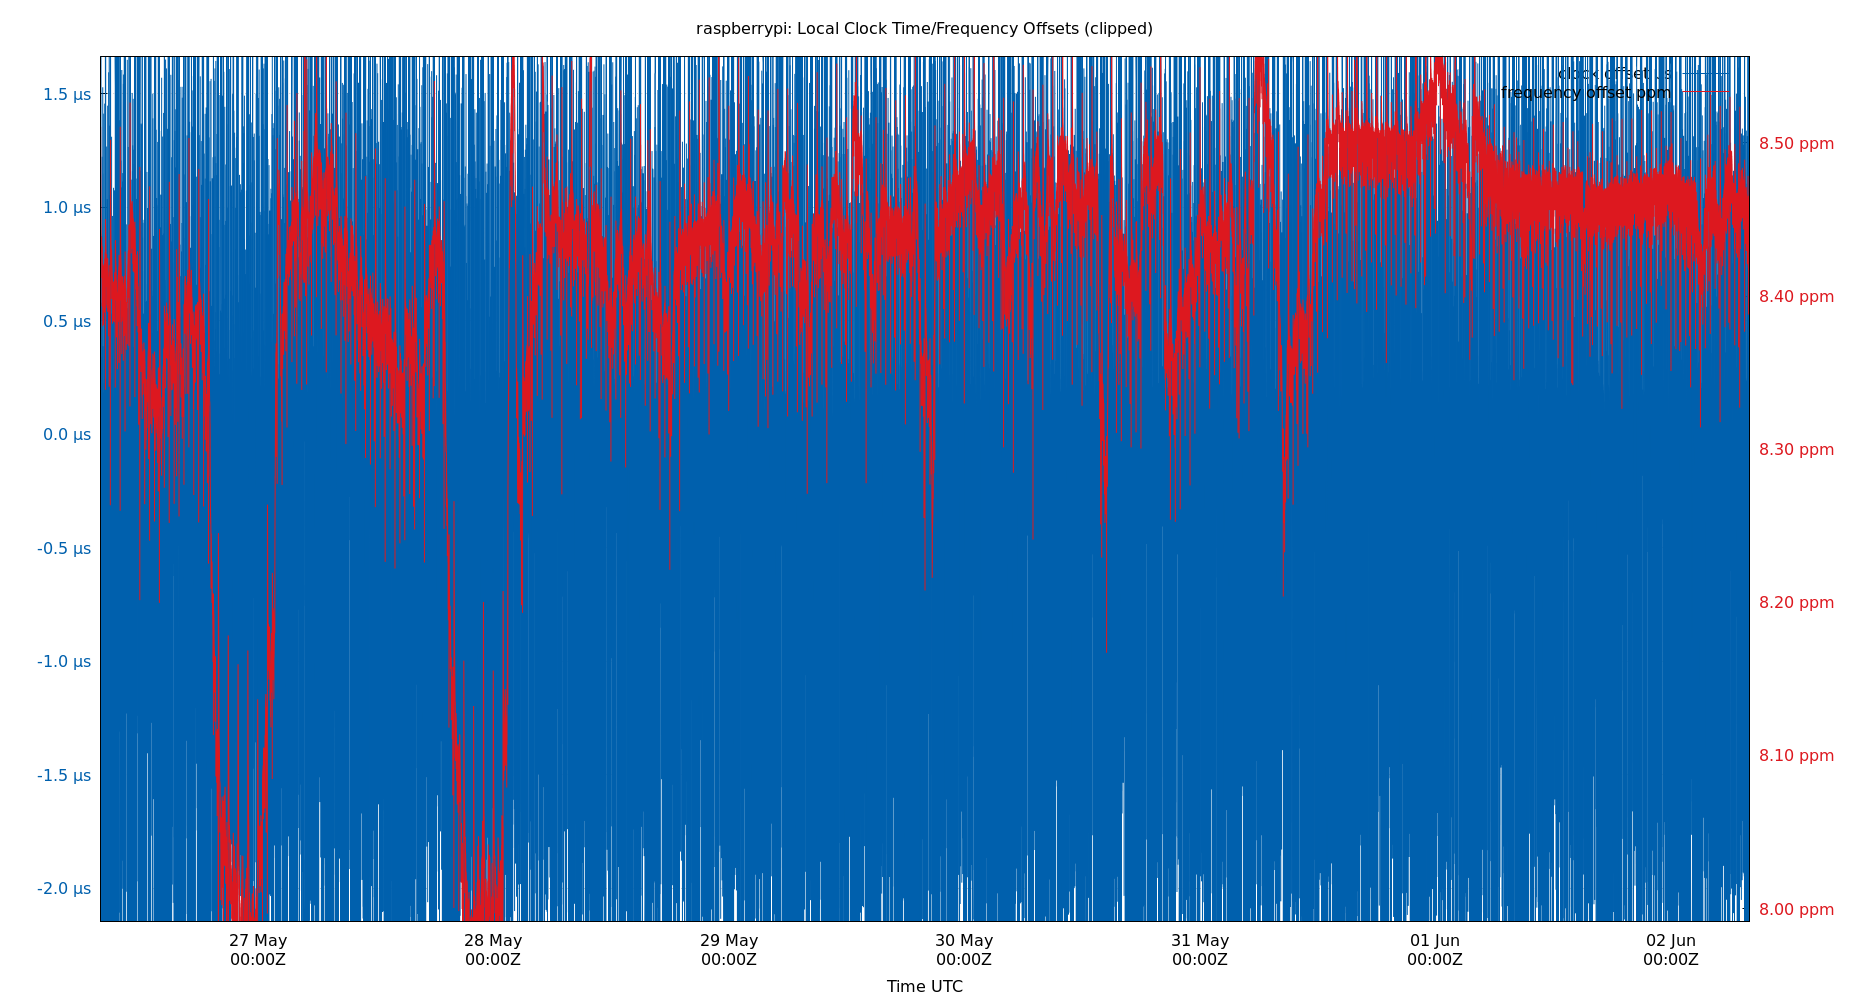 raspberrypi: Local Clock Time/Frequency Offsets (clipped)
clock offset µs
frequency offset ppm
1.5 µs
1.0 µs
0.5 µs
0.0 µs
-0.5 µs
-1.0 µs
-1.5 µs
-2.0 µs
8.50 ppm
8.40 ppm
8.30 ppm
8.20 ppm
8.10 ppm
8.00 ppm
27 May 28 May 29 May 30 May 31 May 01 Jun 02 Jun
00:00Z 00:00Z 00:00Z 00:00Z 00:00Z 00:00Z 00:00Z
Time UTC